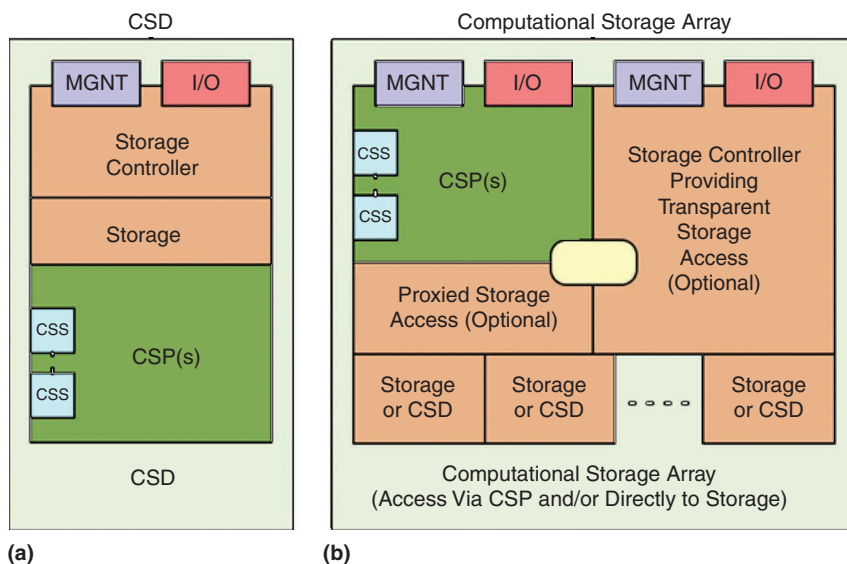 CSD
MGNT
I/O
Storage
Controller
Storage
CSS
CSS
CSP(s)
CSD
(a)
Computational Storage Array
MGNT
I/O
MGNT
I/O
CSS
CSS
CSP(s)
Storage Controller
Providing
Transparent
Storage
Access
(Optional)
Proxied Storage
Access (Optional)
Storage
or CSD
Storage
or CSD
Storage
or CSD
Computational Storage Array
(Access Via CSP and/or Directly to Storage)
(b)